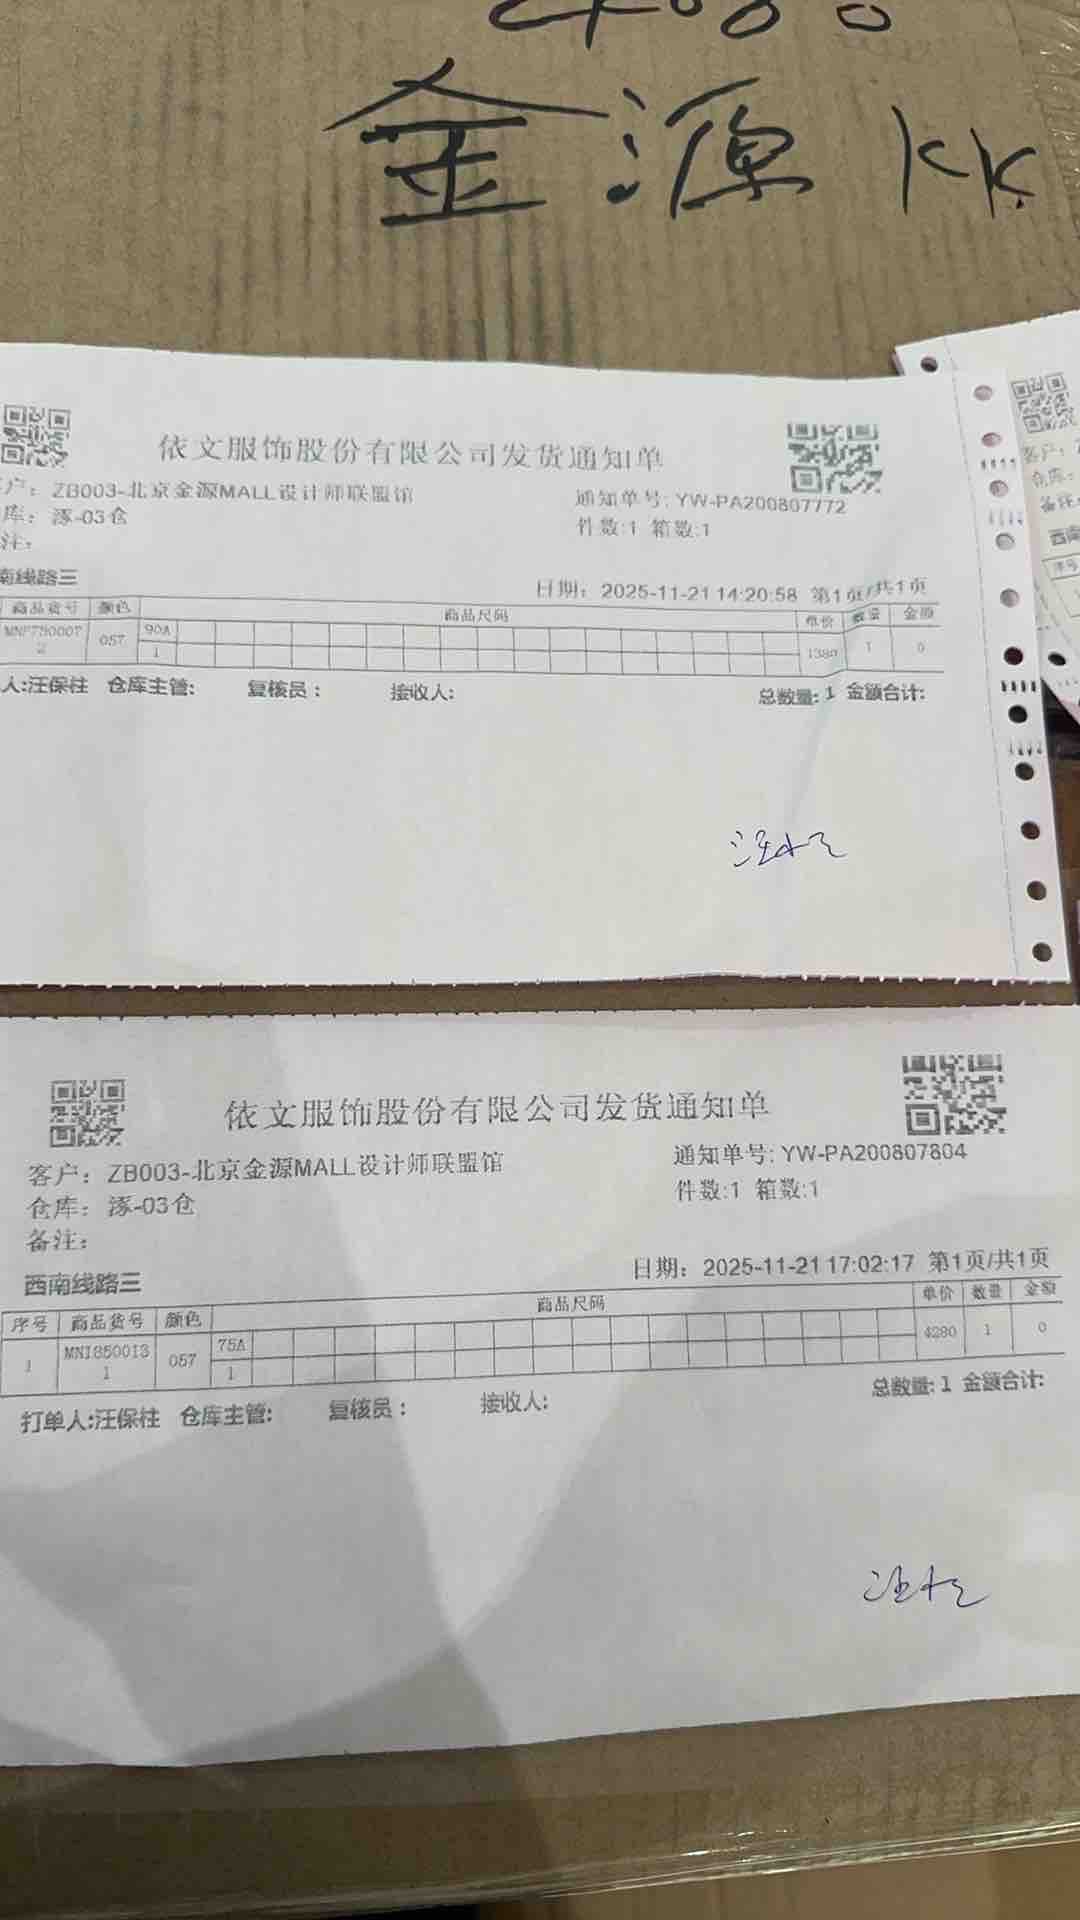 金源 KK
依文服饰股份有限公司发货通知单
户: ZB003-北京金源MALL设计师联盟馆
通知单号: YW-PA200807772
库: 涿-03仓
件数:1 箱数:1
注:
南线路三
日期: 2025-11-21 14:20:58 第1页/共1页
商品货号 颜色 商品尺码 单价 数量 金额
057 90A 1380 1 0
2 1
人:汪保柱 仓库主管: 复核员: 接收人: 总数量: 1 金额合计:
客户:
仓库:
备注:
西南
序号
依文服饰股份有限公司发货通知单
客户: ZB003-北京金源MALL设计师联盟馆
通知单号: YW-PA200807804
仓库: 涿-03仓
件数:1 箱数:1
备注:
西南线路三
日期: 2025-11-21 17:02:17 第1页/共1页
序号 商品货号 颜色 商品尺码 单价 数量 金额
1 MNI850013 057 75A 4280 1 0
1 1
打单人:汪保柱 仓库主管: 复核员: 接收人: 总数量: 1 金额合计: